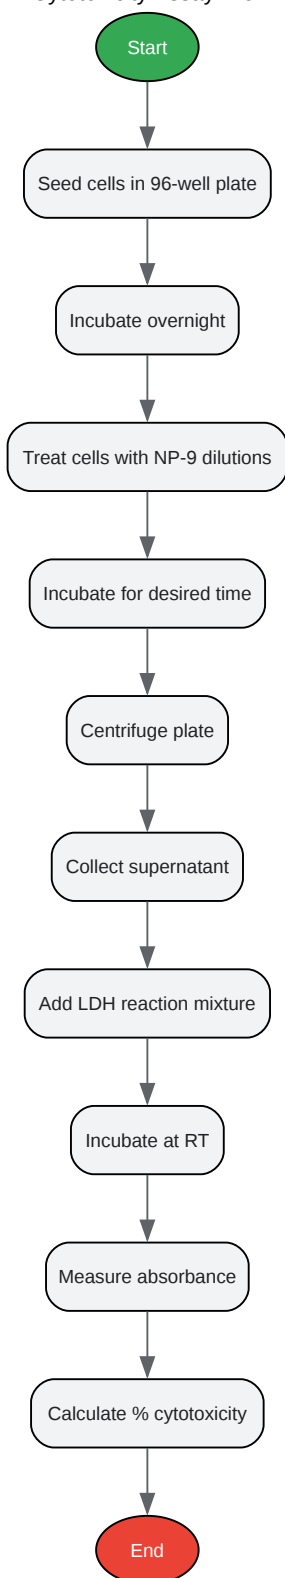 Start
Seed cells in 96-well plate
Incubate overnight
Treat cells with NP-9 dilutions
Incubate for desired time
Centrifuge plate
Collect supernatant
Add LDH reaction mixture
Incubate at RT
Measure absorbance
Calculate % cytotoxicity
End